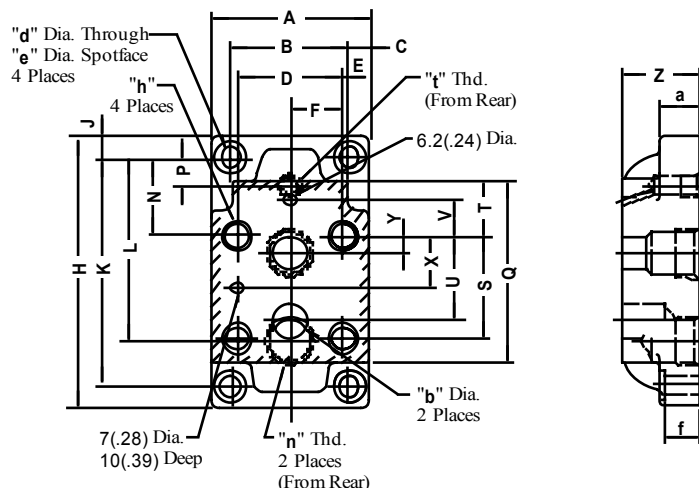 A
"d" Dia. Through
"e" Dia. Spotface
4 Places
B
C
D
E
"h"
4 Places
F
"t" Thd.
(From Rear)
6.2(.24) Dia.
Z
a
J
P
N
L
H
K
Y
V
T
X
U
S
Q
7(.28) Dia.
10(.39) Deep
"n" Thd.
2 Places
(From Rear)
"b" Dia.
2 Places
f